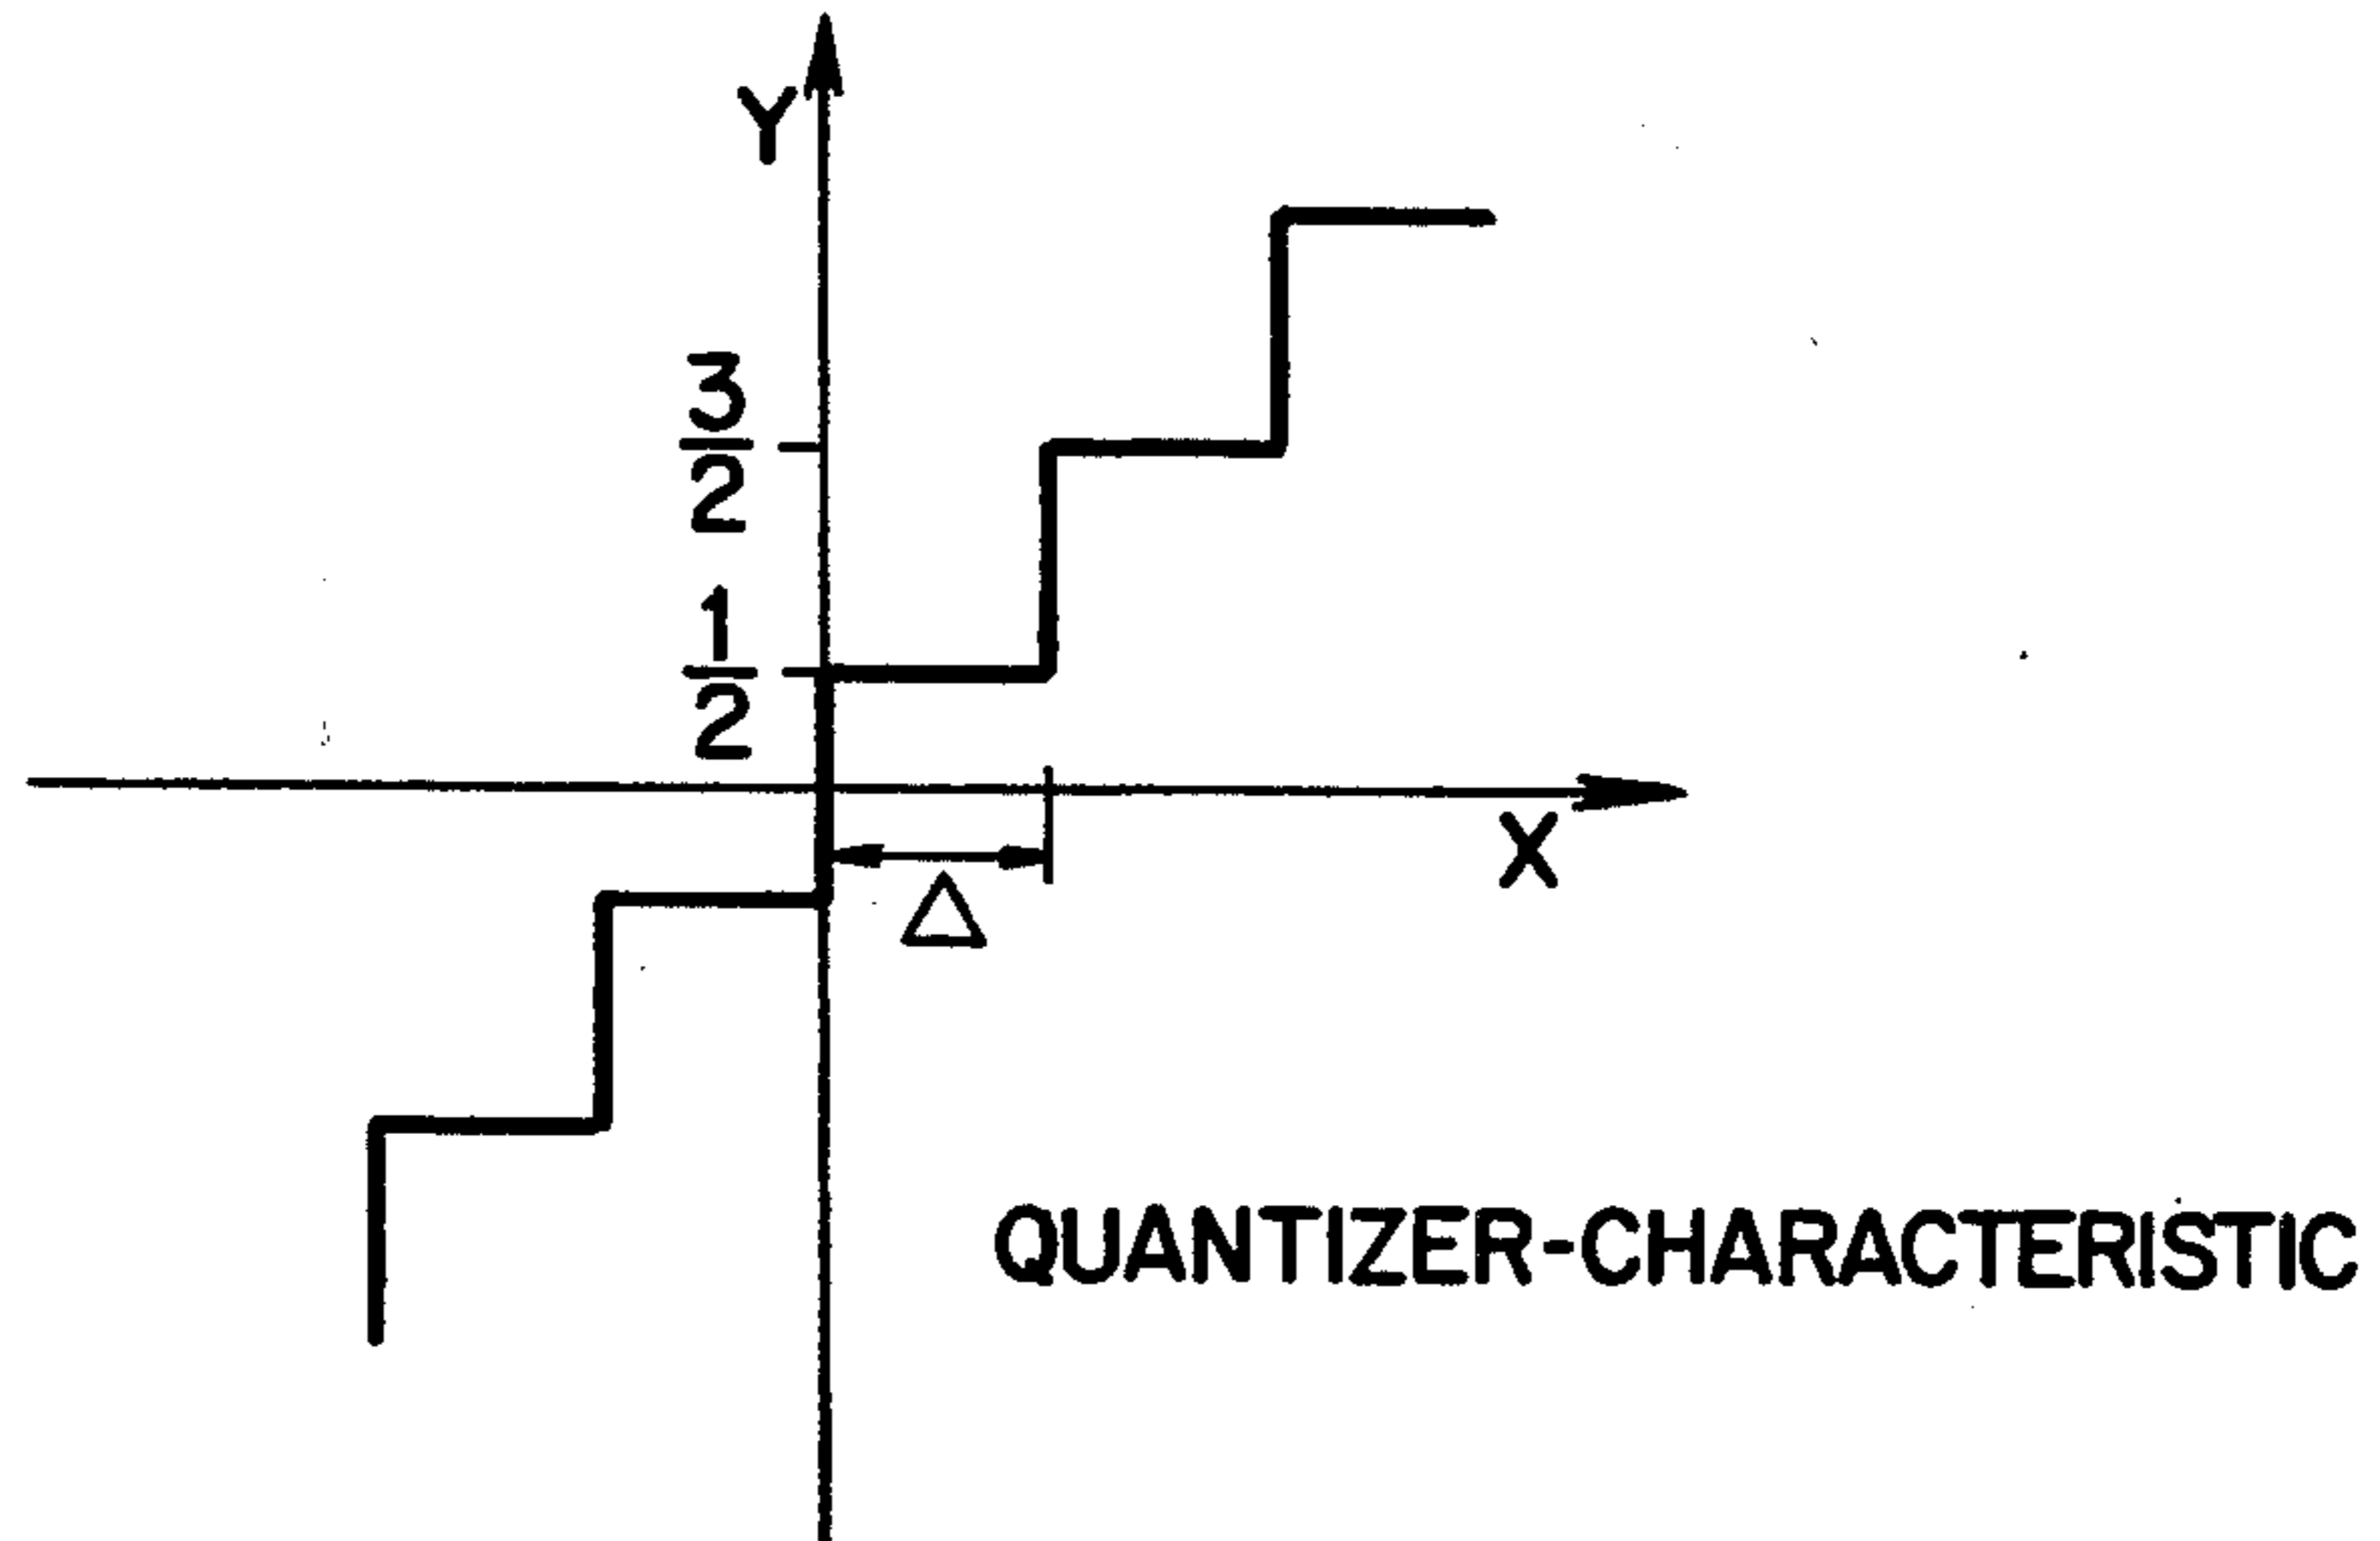 Y
3/2
1/2
X
Δ
QUANTIZER-CHARACTERISTIC